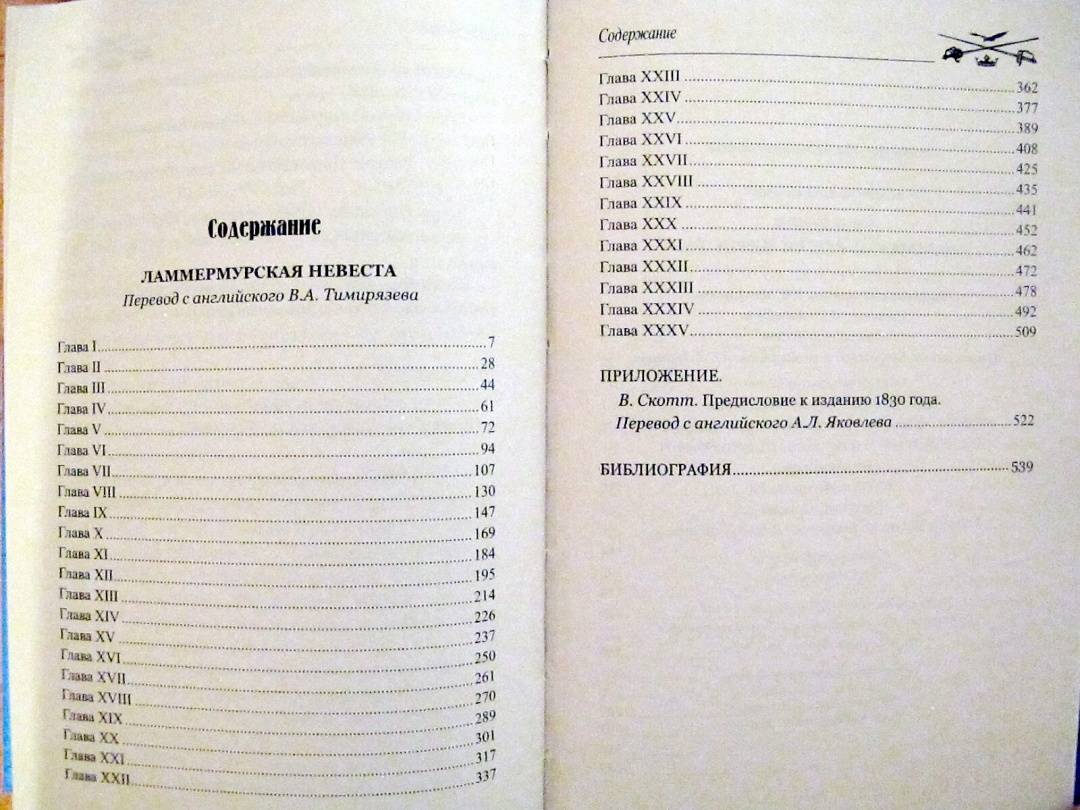 Содержание
ЛАММЕРМУРСКАЯ НЕВЕСТА
Перевод с английского В.А. Тимирязева
Глава I 7
Глава II 28
Глава III 44
Глава IV 61
Глава V 72
Глава VI 94
Глава VII 107
Глава VIII 130
Глава IX 147
Глава X 169
Глава XI 184
Глава XII 195
Глава XIII 214
Глава XIV 226
Глава XV 237
Глава XVI 250
Глава XVII 261
Глава XVIII 270
Глава XIX 289
Глава XX 301
Глава XXI 317
Глава XXII 337
Содержание
Глава XXIII 362
Глава XXIV 377
Глава XXV 389
Глава XXVI 408
Глава XXVII 425
Глава XXVIII 435
Глава XXIX 441
Глава XXX 452
Глава XXXI 462
Глава XXXII 472
Глава XXXIII 478
Глава XXXIV 492
Глава XXXV 509
ПРИЛОЖЕНИЕ.
В. Скотт. Предисловие к изданию 1830 года.
Перевод с английского А.Л. Яковлева 522
БИБЛИОГРАФИЯ 539